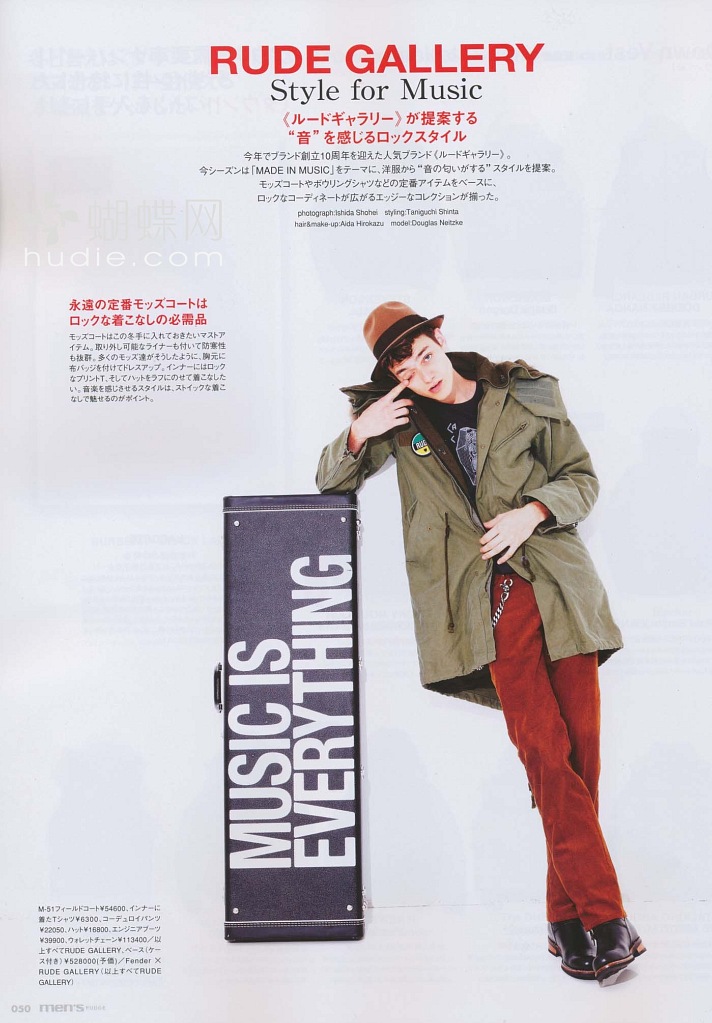 RUDE GALLERY
Style for Music
《ルードギャラリー》が提案する
“音”を感じるロックスタイル
今年でブランド創立10周年を迎えた人気ブランド《ルードギャラリー》。
今シーズンは「MADE IN MUSIC」をテーマに、洋服から“音の匂いがする”スタイルを提案。
モッズコートやボウリングシャツなどの定番アイテムをベースに、
ロックなコーディネートが広がるエッジーなコレクションが揃った。
photograph:Ishida Shohei styling:Taniguchi Shinta
hair&make-up:Aida Hirokazu model:Douglas Neitzke
蝴蝶网
hudie.com
永遠の定番モッズコートは
ロックな着こなしの必需品
モッズコートはこの冬手に入れておきたいマストア
イテム。取り外し可能なライナーも付いて防寒性
も抜群。多くのモッズ達がそうしたように、胸元に
布バッジを付けてドレスアップ。インナーにはロック
なプリントT、そしてハットをラフにのせて着こなした
い。音楽を感じさせるスタイルは、ストイックな着こ
なしで魅せるのがポイント。
RUDE
MUSIC IS
EVERYTHING
M-51フィールドコート¥54600、インナーに
着たTシャツ¥6300、コーデュロイパンツ
¥22050、ハット¥16800、エンジニアブーツ
¥39900、ウォレットチェーン¥113400/以
上すべてRUDE GALLERY、ベース(ケー
ス付き)¥528000(予価)/Fender×
RUDE GALLERY(以上すべてRUDE
GALLERY)
050 men's